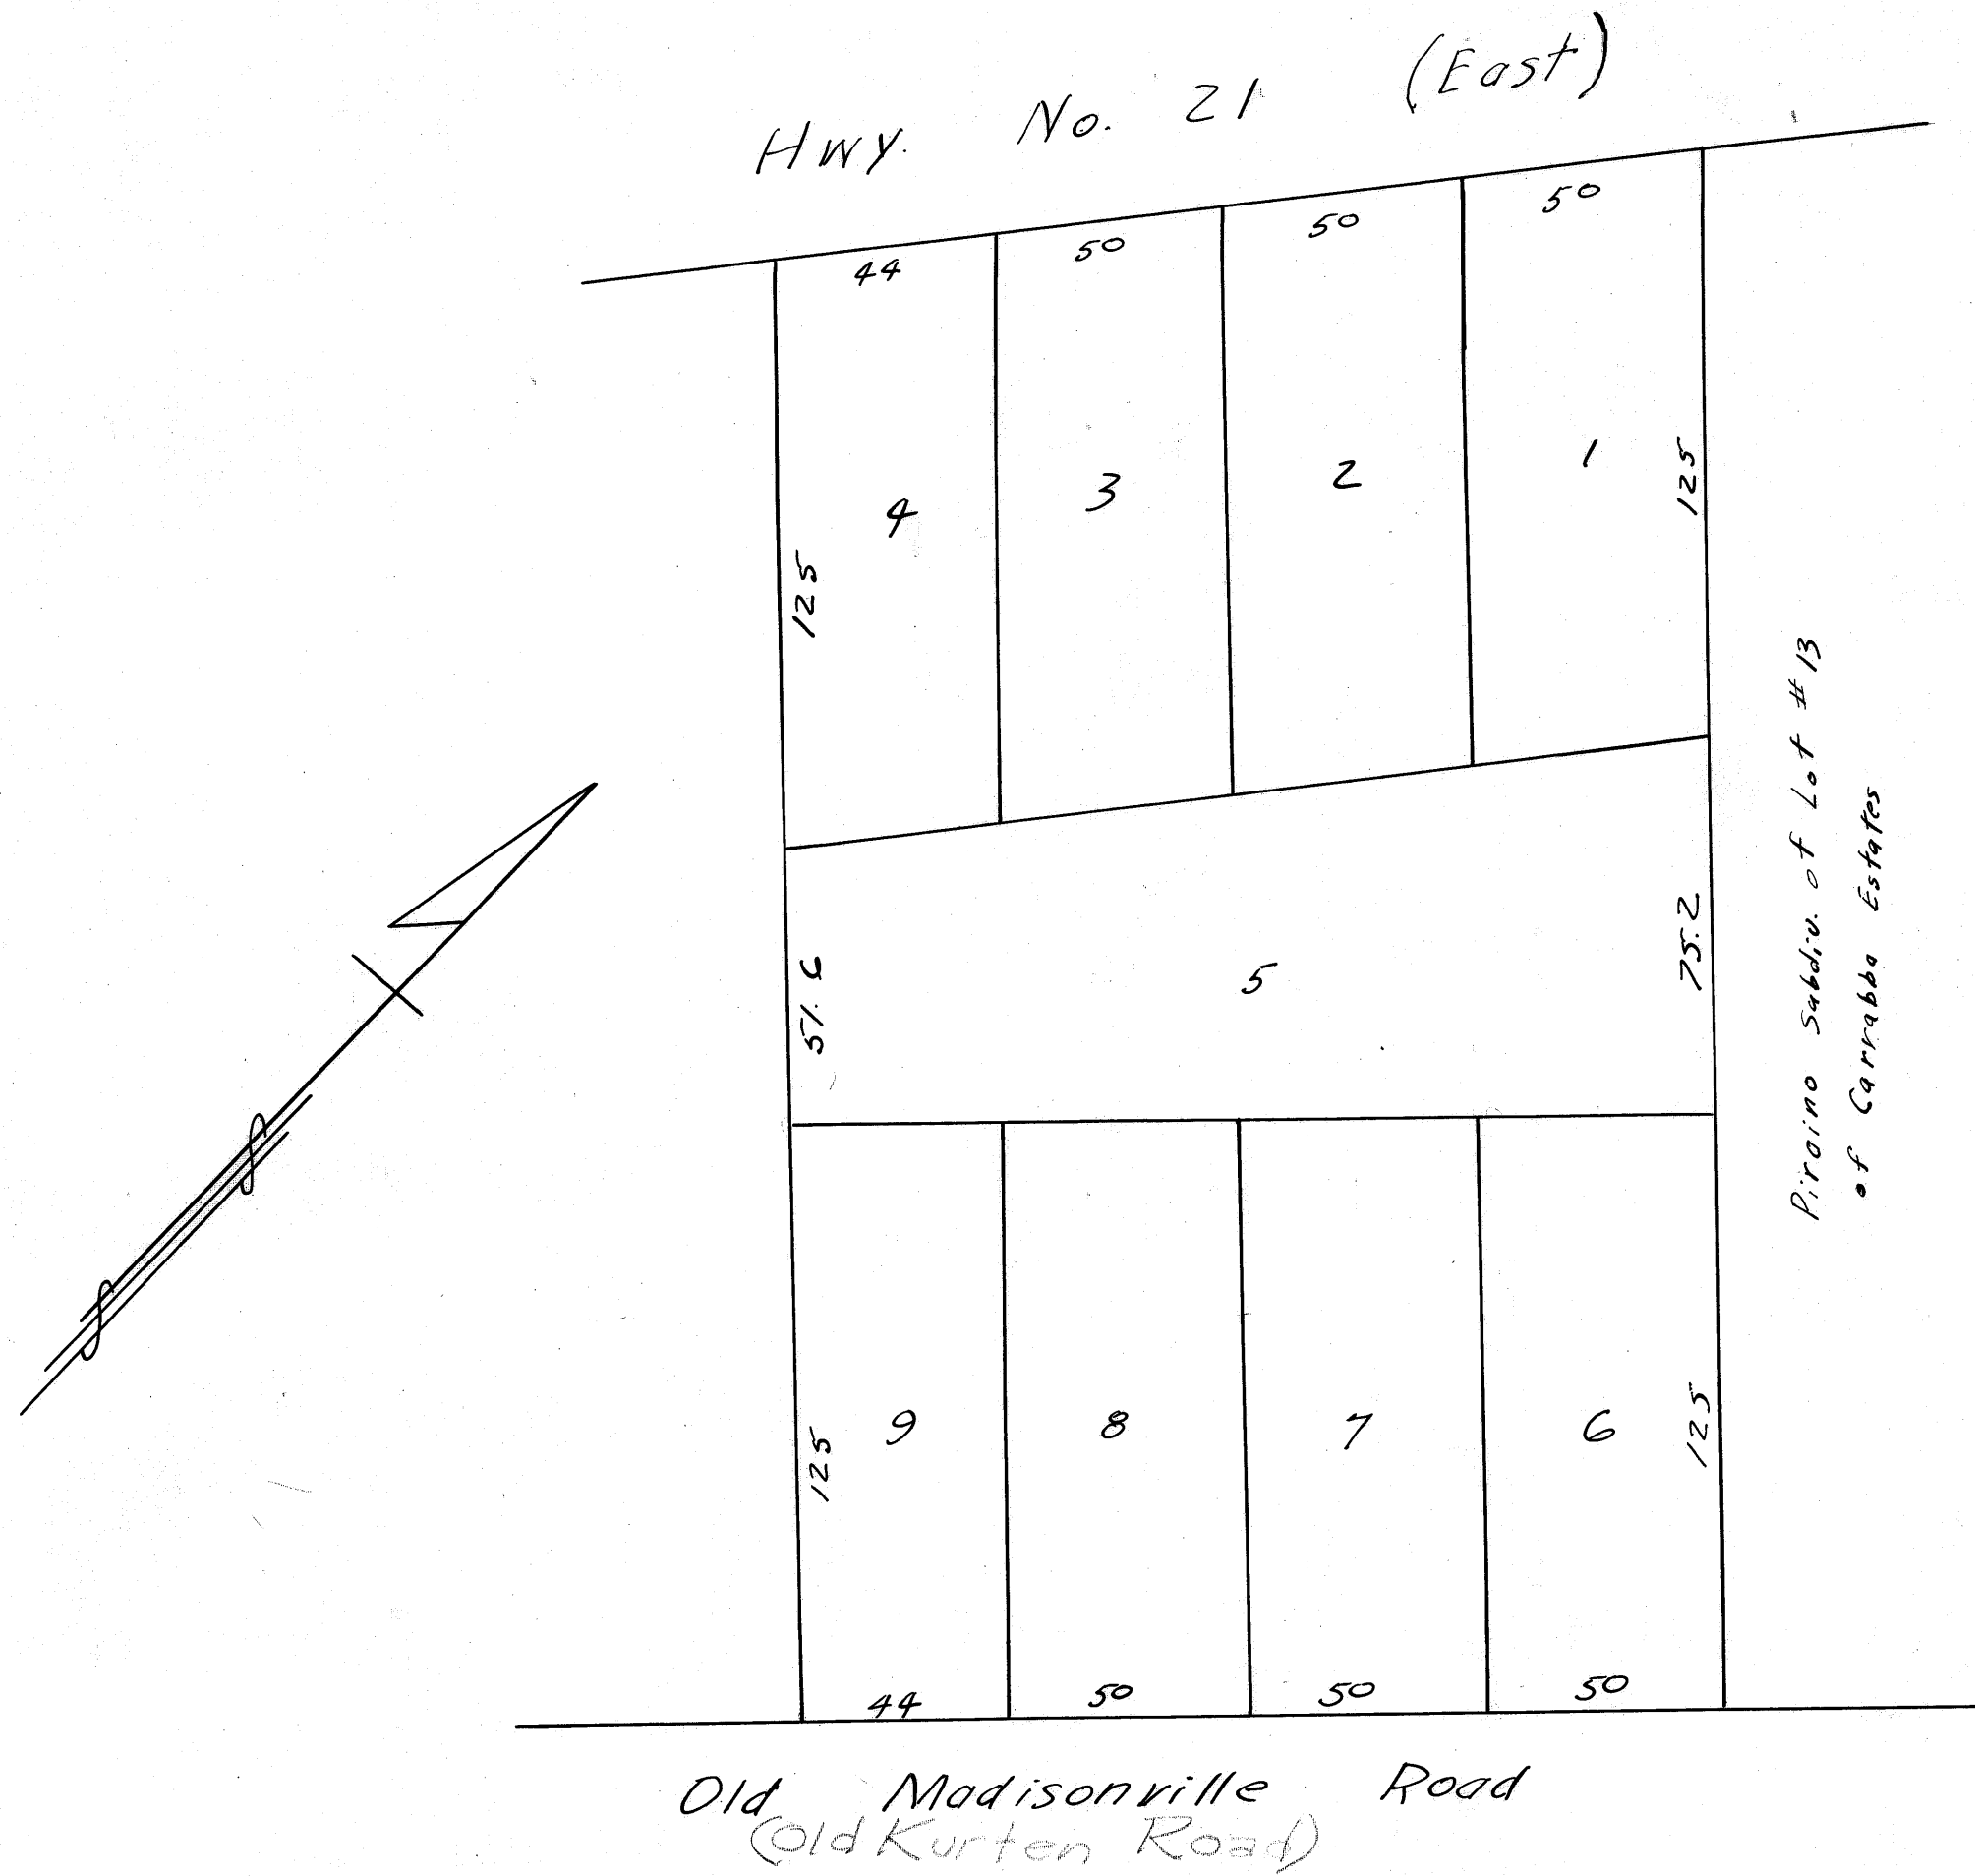 Hwy. No. 21 (East)
44 50 50 50
4 3 2 1
125 125
51.6 5 75.2
Piraino Subdiv. of Lot # 13
of Carrabba Estates
9 8 7 6
125 125
44 50 50 50
Old Madisonville Road
(Old Kurten Road)